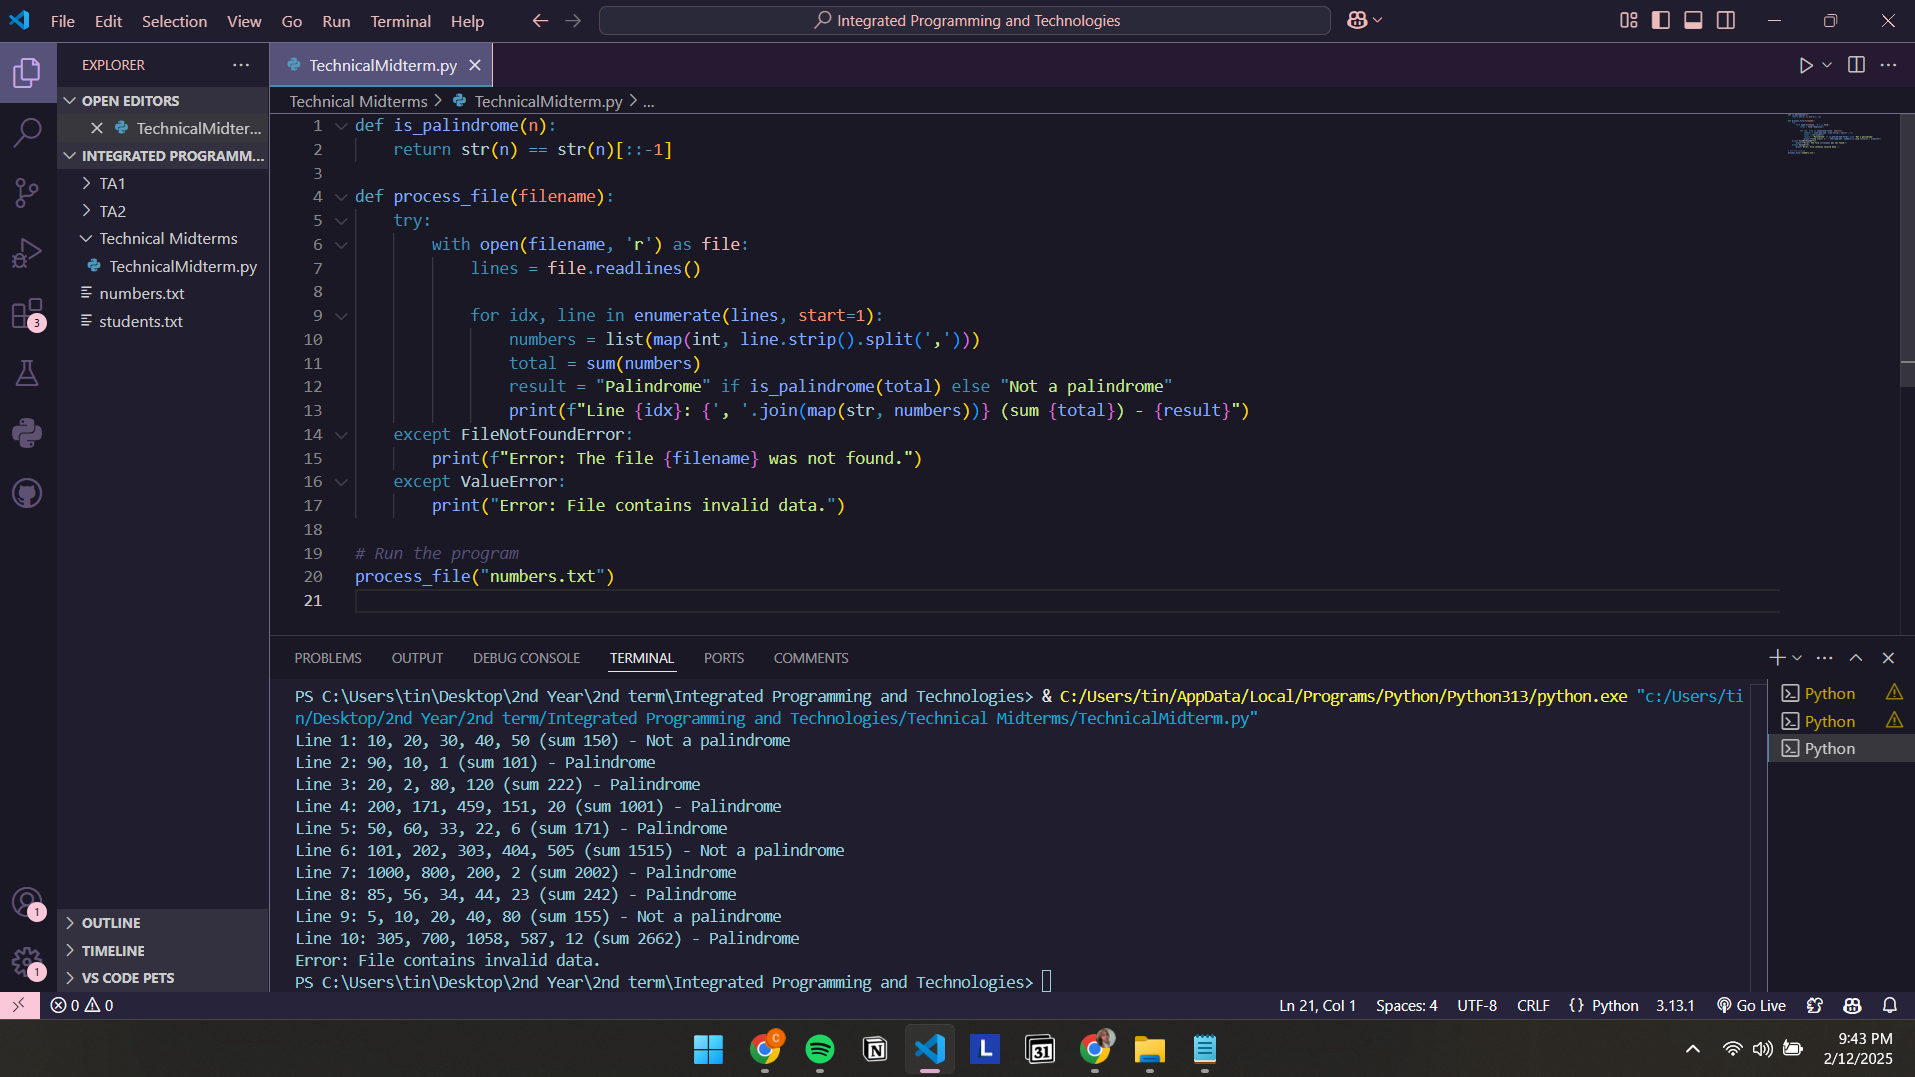 File Edit Selection View Go Run Terminal Help
Integrated Programming and Technologies
EXPLORER
OPEN EDITORS
TechnicalMidter...
INTEGRATED PROGRAMM...
TA1
TA2
Technical Midterms
TechnicalMidterm.py
numbers.txt
students.txt
3
1
1
OUTLINE
TIMELINE
VS CODE PETS
TechnicalMidterm.py
Technical Midterms > TechnicalMidterm.py > ...
1 def is_palindrome(n):
2 return str(n) == str(n)[::-1]
3
4 def process_file(filename):
5 try:
6 with open(filename, 'r') as file:
7 lines = file.readlines()
8
9 for idx, line in enumerate(lines, start=1):
10 numbers = list(map(int, line.strip().split(',')))
11 total = sum(numbers)
12 result = "Palindrome" if is_palindrome(total) else "Not a palindrome"
13 print(f"Line {idx}: {', '.join(map(str, numbers))} (sum {total}) - {result}")
14 except FileNotFoundError:
15 print(f"Error: The file {filename} was not found.")
16 except ValueError:
17 print("Error: File contains invalid data.")
18
19 # Run the program
20 process_file("numbers.txt")
21
PROBLEMS OUTPUT DEBUG CONSOLE TERMINAL PORTS COMMENTS
PS C:\Users\tin\Desktop\2nd Year\2nd term\Integrated Programming and Technologies> & C:/Users/tin/AppData/Local/Programs/Python/Python313/python.exe "c:/Users/ti
n/Desktop/2nd Year/2nd term/Integrated Programming and Technologies/Technical Midterms/TechnicalMidterm.py"
Line 1: 10, 20, 30, 40, 50 (sum 150) - Not a palindrome
Line 2: 90, 10, 1 (sum 101) - Palindrome
Line 3: 20, 2, 80, 120 (sum 222) - Palindrome
Line 4: 200, 171, 459, 151, 20 (sum 1001) - Palindrome
Line 5: 50, 60, 33, 22, 6 (sum 171) - Palindrome
Line 6: 101, 202, 303, 404, 505 (sum 1515) - Not a palindrome
Line 7: 1000, 800, 200, 2 (sum 2002) - Palindrome
Line 8: 85, 56, 34, 44, 23 (sum 242) - Palindrome
Line 9: 5, 10, 20, 40, 80 (sum 155) - Not a palindrome
Line 10: 305, 700, 1058, 587, 12 (sum 2662) - Palindrome
Error: File contains invalid data.
PS C:\Users\tin\Desktop\2nd Year\2nd term\Integrated Programming and Technologies>
Python
Python
Python
0 0
Ln 21, Col 1 Spaces: 4 UTF-8 CRLF {} Python 3.13.1 Go Live
C
N
L
31
9:43 PM
2/12/2025